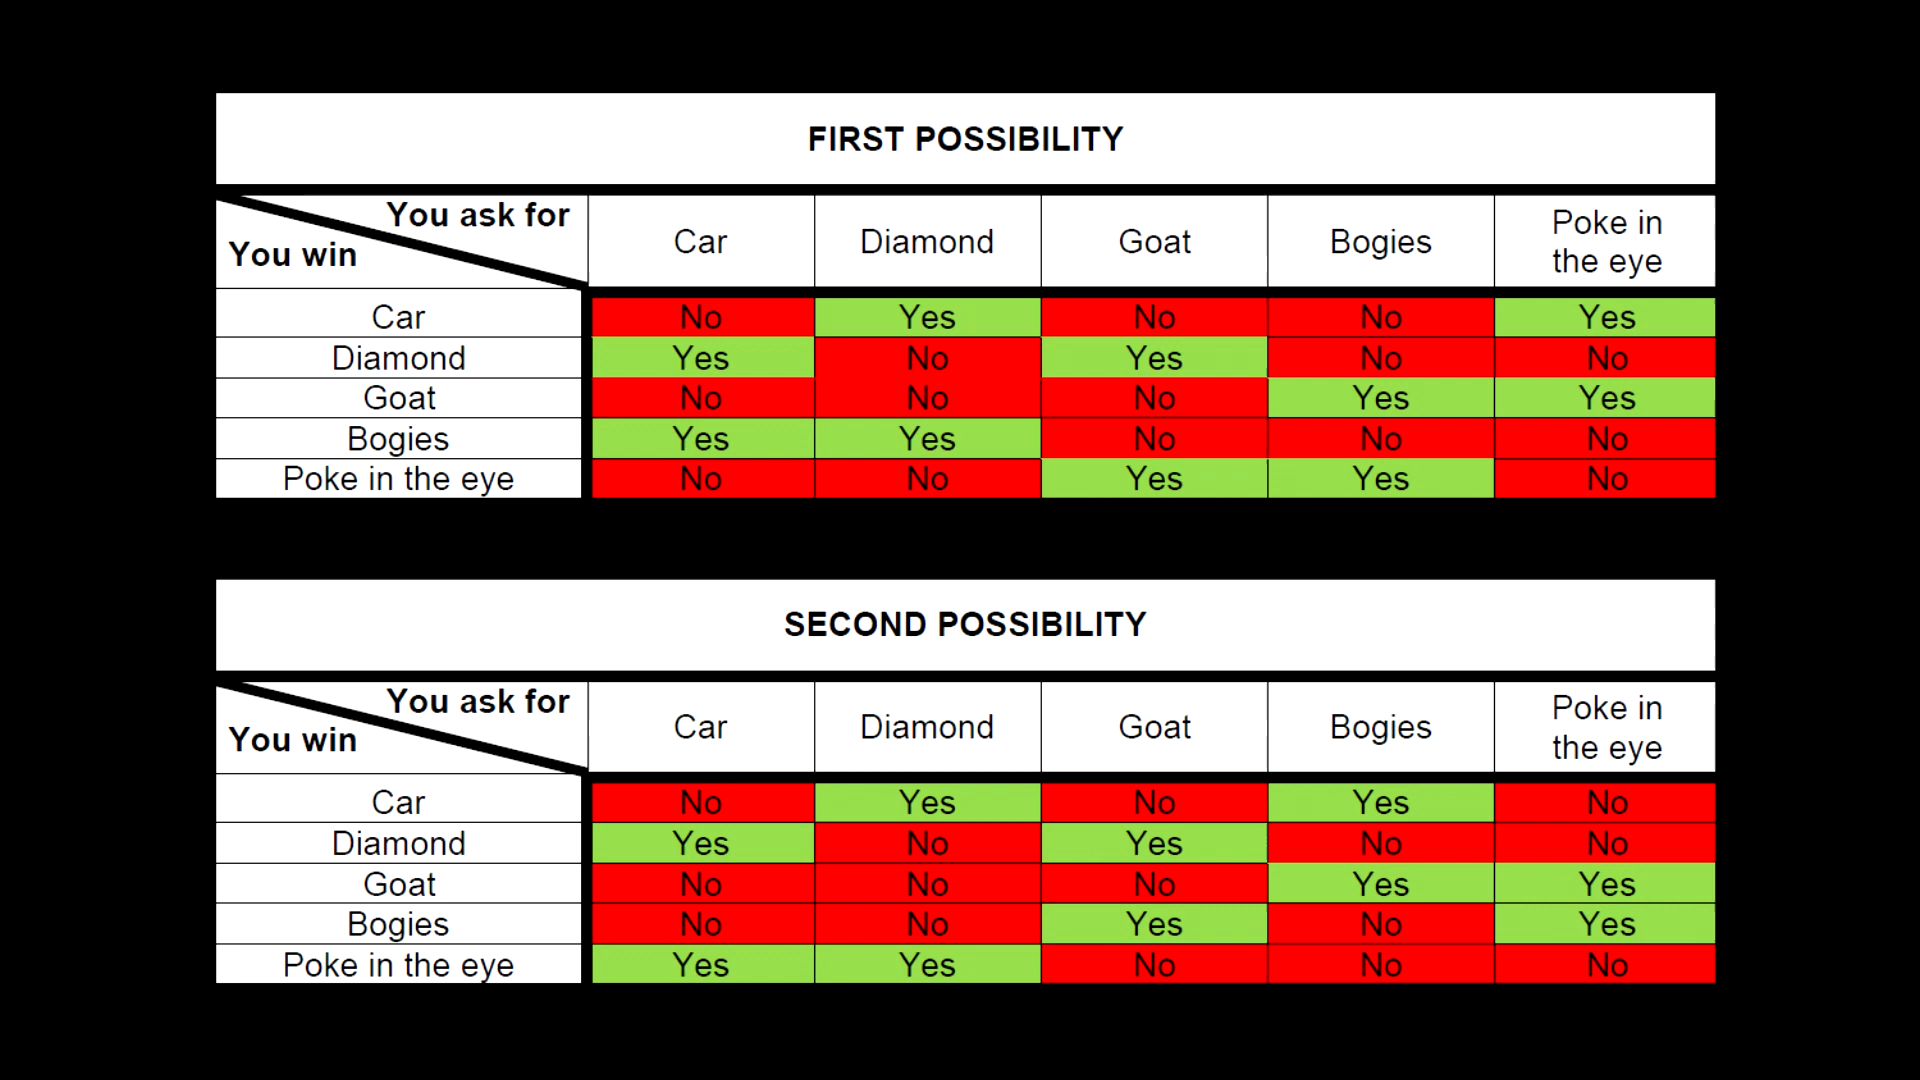 FIRST POSSIBILITY
You ask for
You win
Car Diamond Goat Bogies Poke in the eye
Car No Yes No No Yes
Diamond Yes No Yes No No
Goat No No No Yes Yes
Bogies Yes Yes No No No
Poke in the eye No No Yes Yes No
SECOND POSSIBILITY
You ask for
You win
Car Diamond Goat Bogies Poke in the eye
Car No Yes No Yes No
Diamond Yes No Yes No No
Goat No No No Yes Yes
Bogies No No Yes No Yes
Poke in the eye Yes Yes No No No